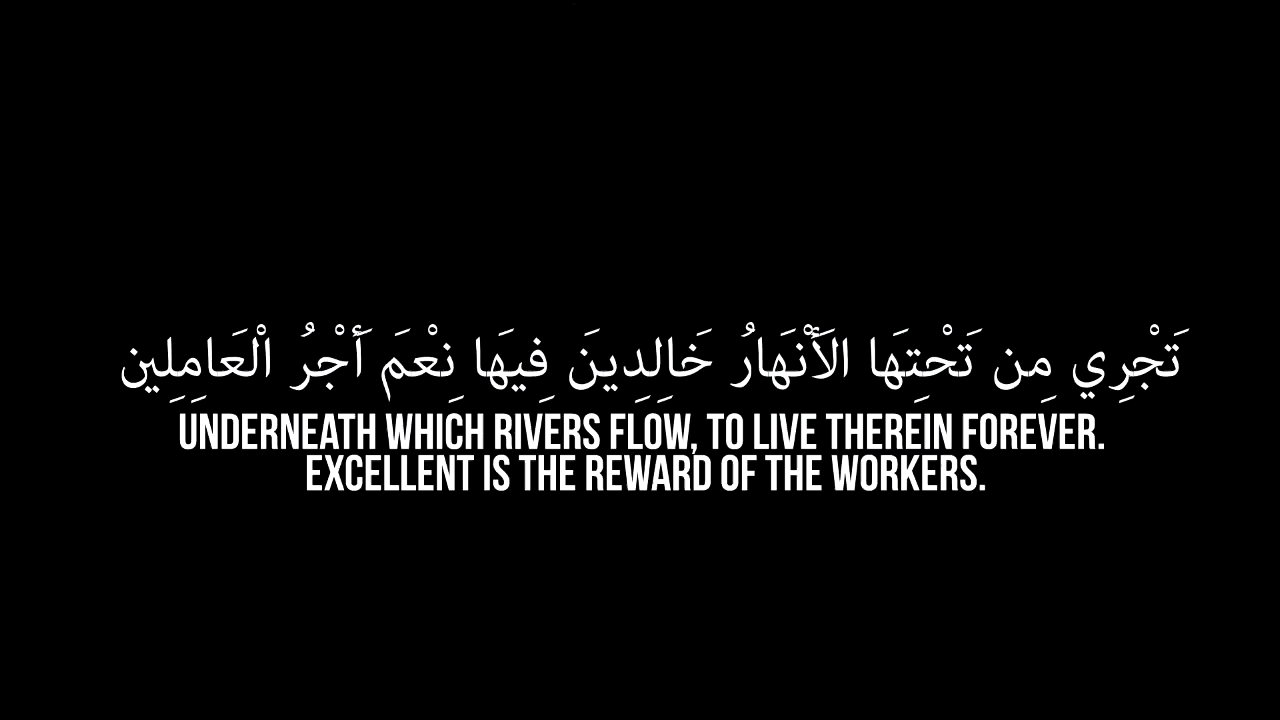 تَجْرِي مِن تَحْتِهَا الَأَنْهَارُ خَالِدِينَ فِيهَا نِعْمَ أَجْرُ الْعَامِلِين
UNDERNEATH WHICH RIVERS FLOW, TO LIVE THEREIN FOREVER.
EXCELLENT IS THE REWARD OF THE WORKERS.